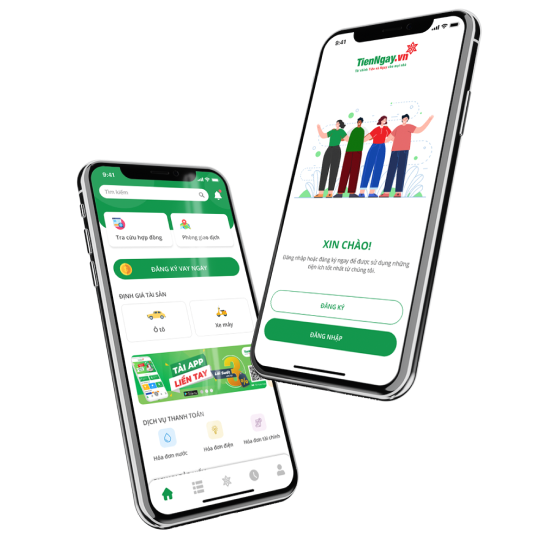 9:41
TienNgay.vn
XIN CHÀO!
Đăng nhập hoặc đăng ký ngay để được sử dụng những
tiện ích tốt nhất từ chúng tôi.
ĐĂNG KÝ
ĐĂNG NHẬP
9:41
Tìm kiếm
Tra cứu hợp đồng
Phòng giao dịch
ĐĂNG KÝ VAY NGAY
ĐỊNH GIÁ TÀI SẢN
Ô tô
Xe máy
TẢI APP
LIỀN TAY
3%
DỊCH VỤ THANH TOÁN
Hóa đơn nước
Hóa đơn điện
Hóa đơn tài chính